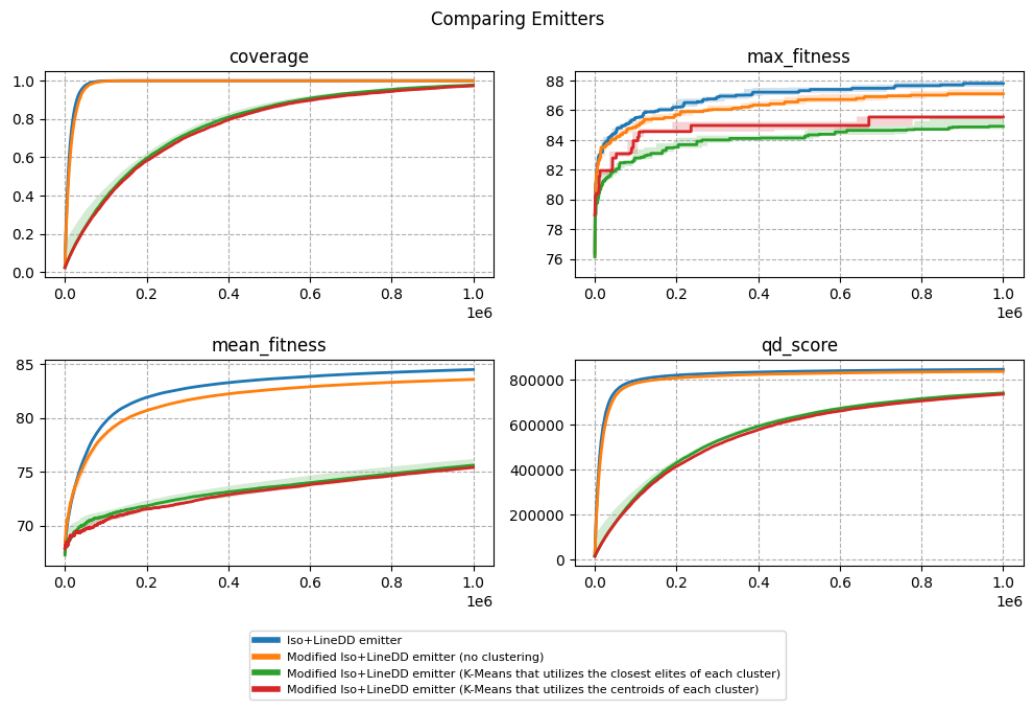 Comparing Emitters
coverage
1.0
0.8
0.6
0.4
0.2
0.0
0.0 0.2 0.4 0.6 0.8 1.0
1e6
max_fitness
88
86
84
82
80
78
76
0.0 0.2 0.4 0.6 0.8 1.0
1e6
mean_fitness
85
80
75
70
0.0 0.2 0.4 0.6 0.8 1.0
1e6
qd_score
800000
600000
400000
200000
0
0.0 0.2 0.4 0.6 0.8 1.0
1e6
Iso+LineDD emitter
Modified Iso+LineDD emitter (no clustering)
Modified Iso+LineDD emitter (K-Means that utilizes the closest elites of each cluster)
Modified Iso+LineDD emitter (K-Means that utilizes the centroids of each cluster)